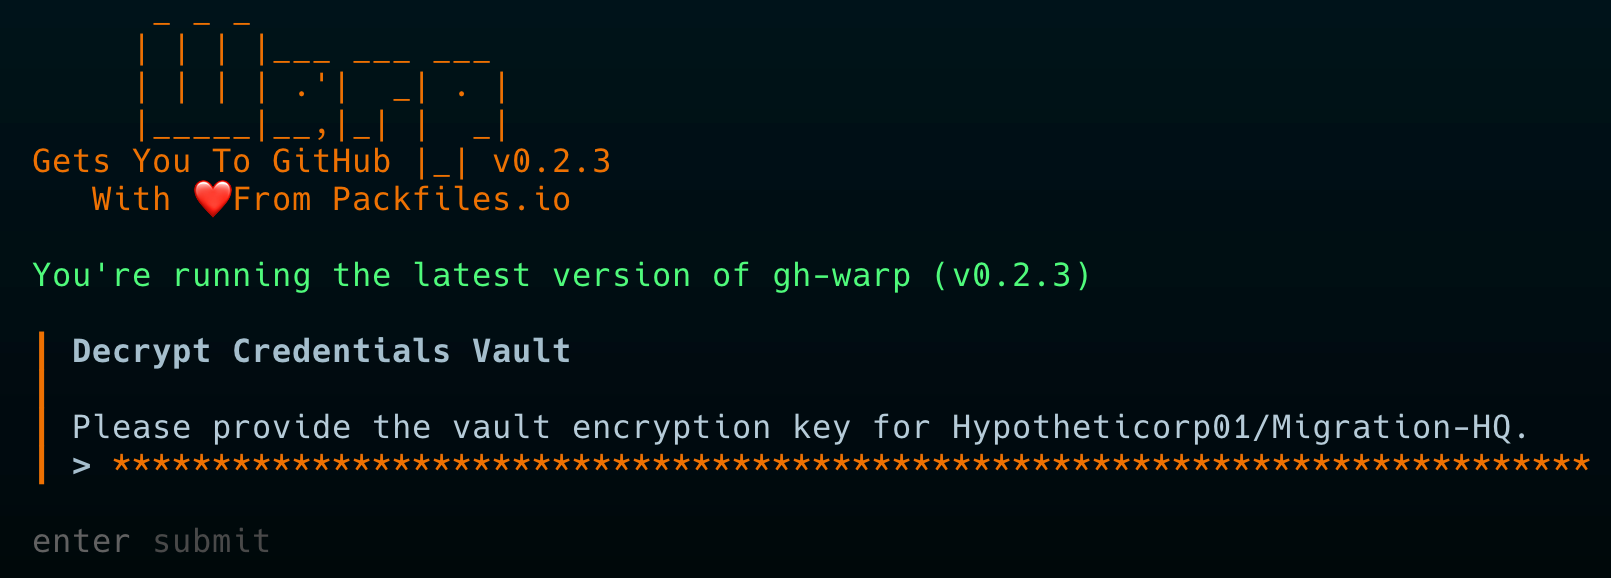 _ _ _
     | | | |___ ___ ___
     | | | | .'|  _| . |
     |_____|__,|_| |  _|
Gets You To GitHub |_| v0.2.3
   With ❤️From Packfiles.io
You're running the latest version of gh-warp (v0.2.3)
Decrypt Credentials Vault
Please provide the vault encryption key for Hypotheticorp01/Migration-HQ.
> **************************************************************************
enter submit